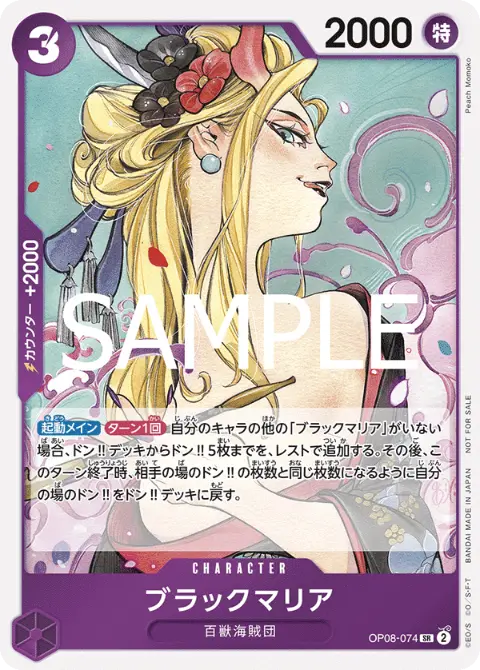 3
2000
特
Peach Momoko
カウンター +2000
SAMPLE
起動メイン ターン1回 自分のキャラの他の「ブラックマリア」がいない
場合、ドン!!デッキからドン!!5枚までを、レストで追加する。その後、こ
のターン終了時、相手の場のドン!!の枚数と同じ枚数になるように自分
の場のドン!!をドン!!デッキに戻す。
CHARACTER
ブラックマリア
百獣海賊団
OP08-074 SR 2
©E.O/S ©O/S・F・T BANDAI MADE IN JAPAN NOT FOR SALE